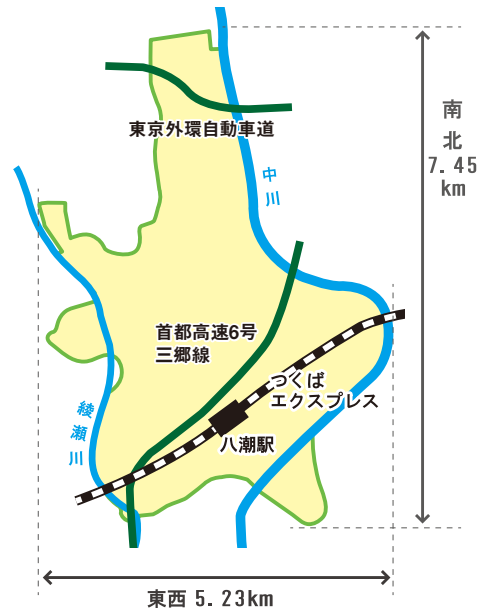 東京外環自動車道
南
北
7.45
km
中川
首都高速6号
三郷線
つくば
エクスプレス
綾瀬川
八潮駅
東西 5.23km